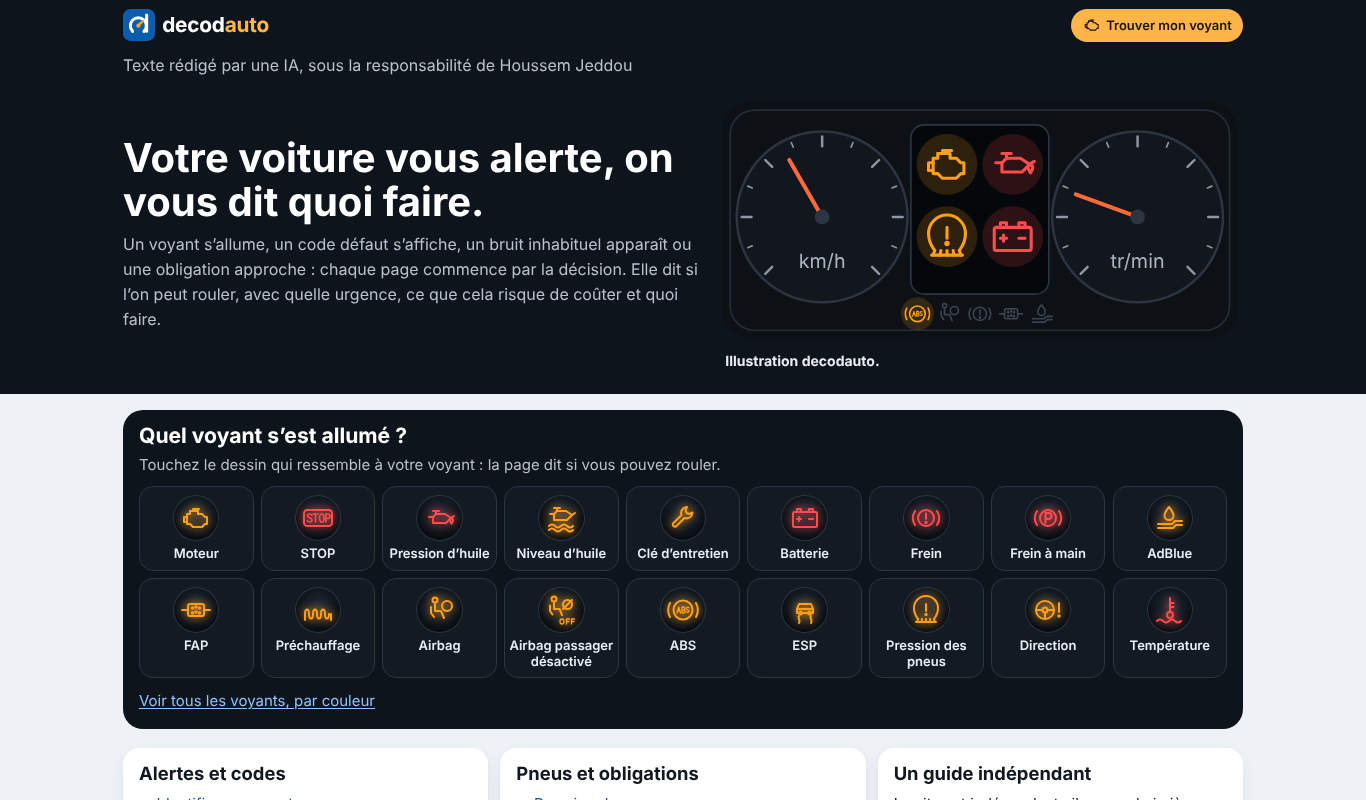 decodauto
Trouver mon voyant
Texte rédigé par une IA, sous la responsabilité de Houssem Jeddou
Votre voiture vous alerte, on
vous dit quoi faire.
Un voyant s’allume, un code défaut s’affiche, un bruit inhabituel apparaît ou
une obligation approche : chaque page commence par la décision. Elle dit si
l’on peut rouler, avec quelle urgence, ce que cela risque de coûter et quoi
faire.
km/h
tr/min
ABS
Illustration decodauto.
Quel voyant s’est allumé ?
Touchez le dessin qui ressemble à votre voyant : la page dit si vous pouvez rouler.
STOP
Moteur
STOP
Pression d’huile
Niveau d’huile
Clé d’entretien
Batterie
Frein
Frein à main
AdBlue
OFF
ABS
FAP
Préchauffage
Airbag
Airbag passager
désactivé
ABS
ESP
Pression des
pneus
Direction
Température
Voir tous les voyants, par couleur
Alertes et codes
Pneus et obligations
Un guide indépendant